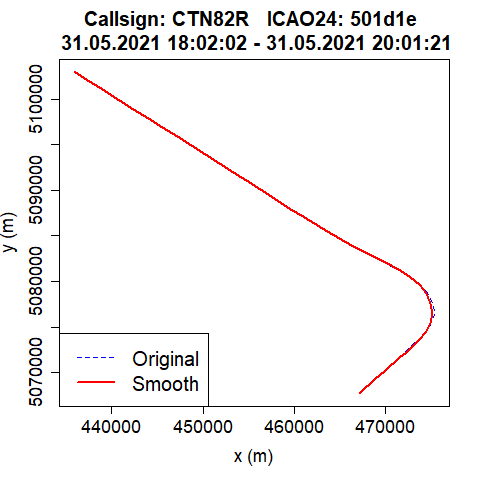 Callsign: CTN82R   ICAO24: 501d1e
31.05.2021 18:02:02 - 31.05.2021 20:01:21
5100000
5090000
5080000
5070000
y (m)
Original
Smooth
440000 450000 460000 470000
x (m)